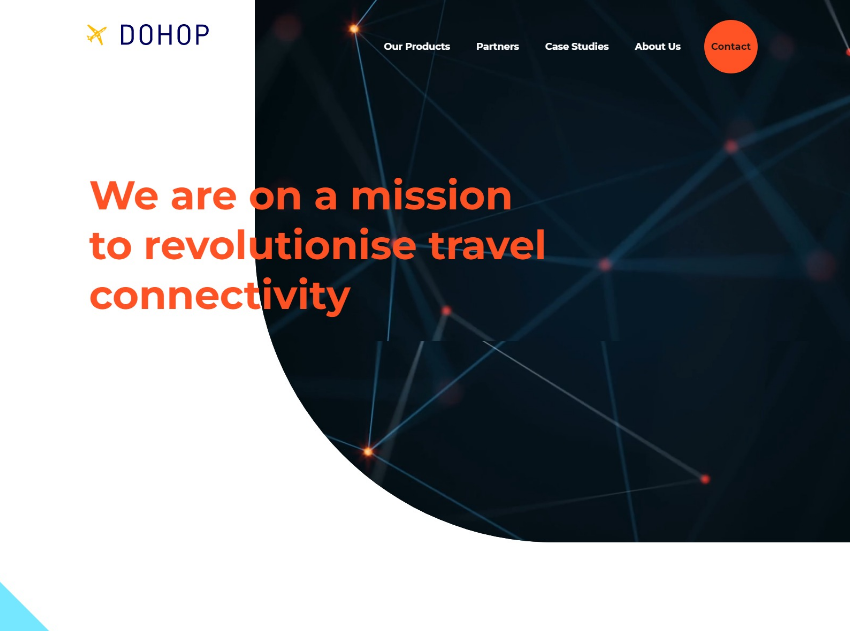 DOHOP
Our Products
Partners
Case Studies
About Us
Contact
We are on a mission
to revolutionise travel
connectivity